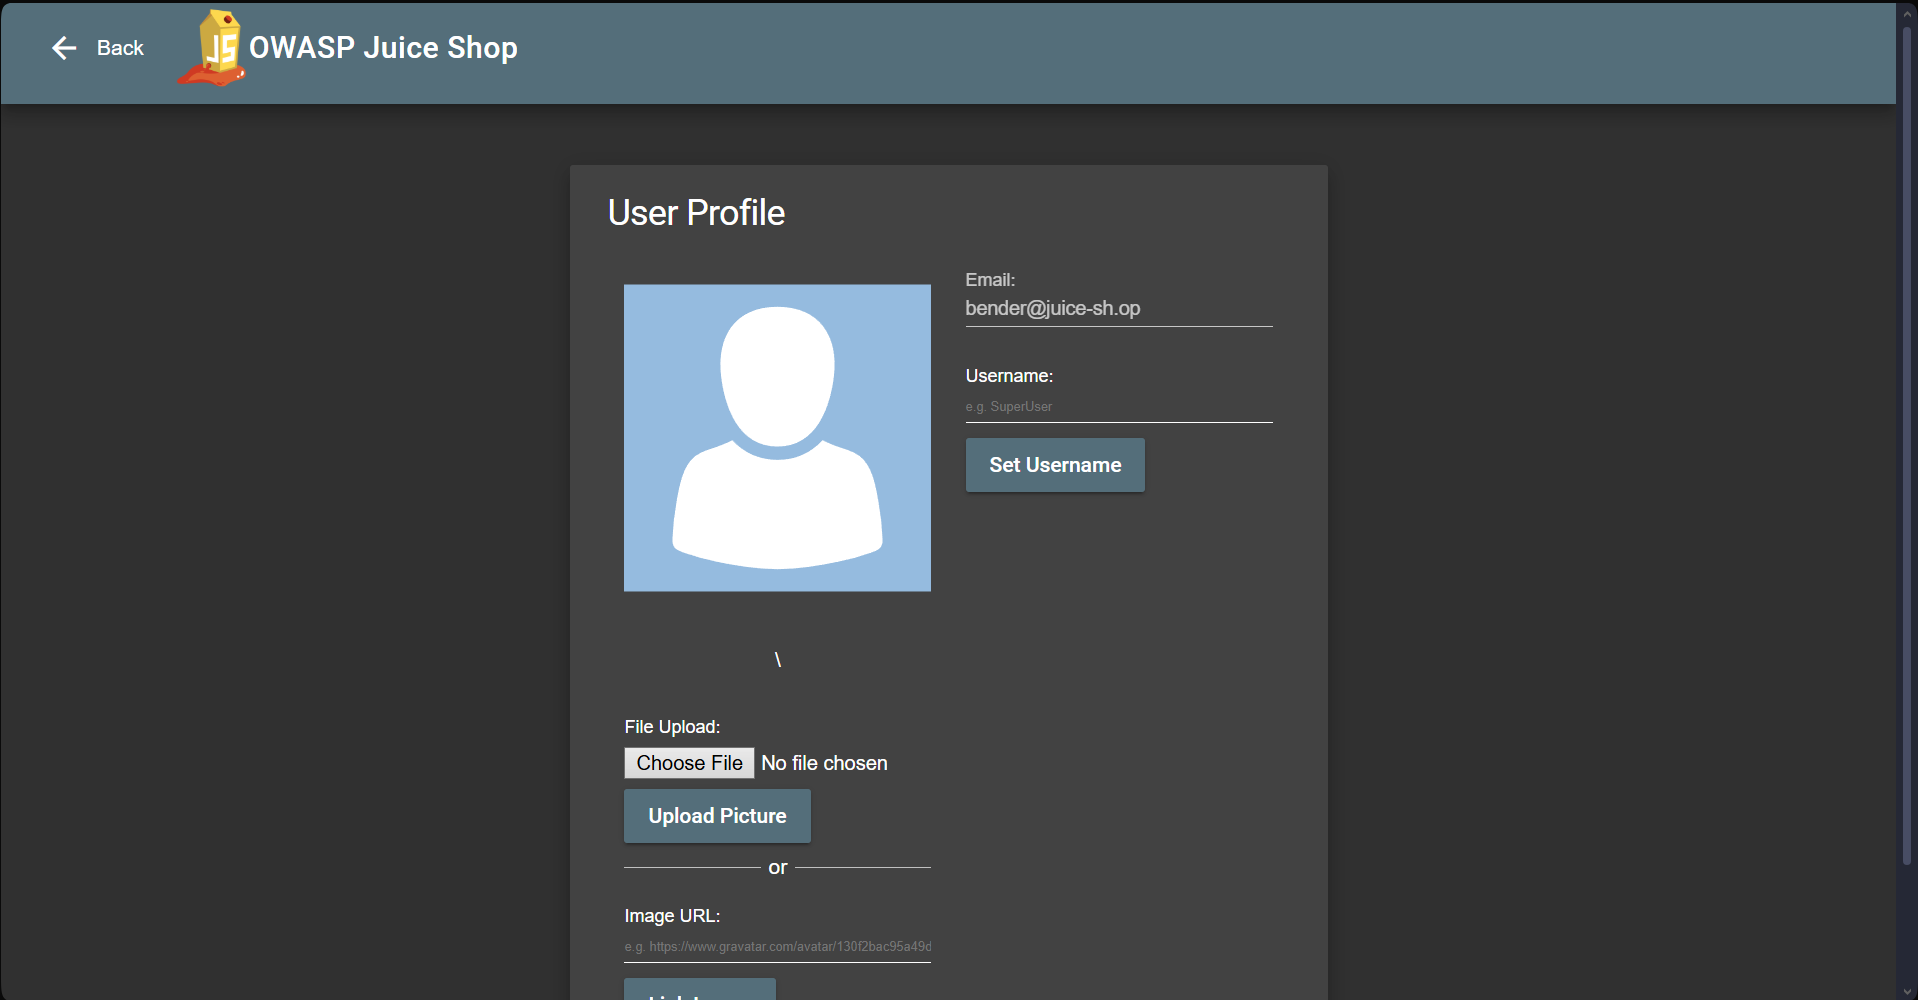 Back
JS
OWASP Juice Shop
User Profile
Email:
bender@juice-sh.op
Username:
e.g. SuperUser
Set Username
\
File Upload:
Choose File No file chosen
Upload Picture
or
Image URL:
e.g. https://www.gravatar.com/avatar/130f2bac95a49d